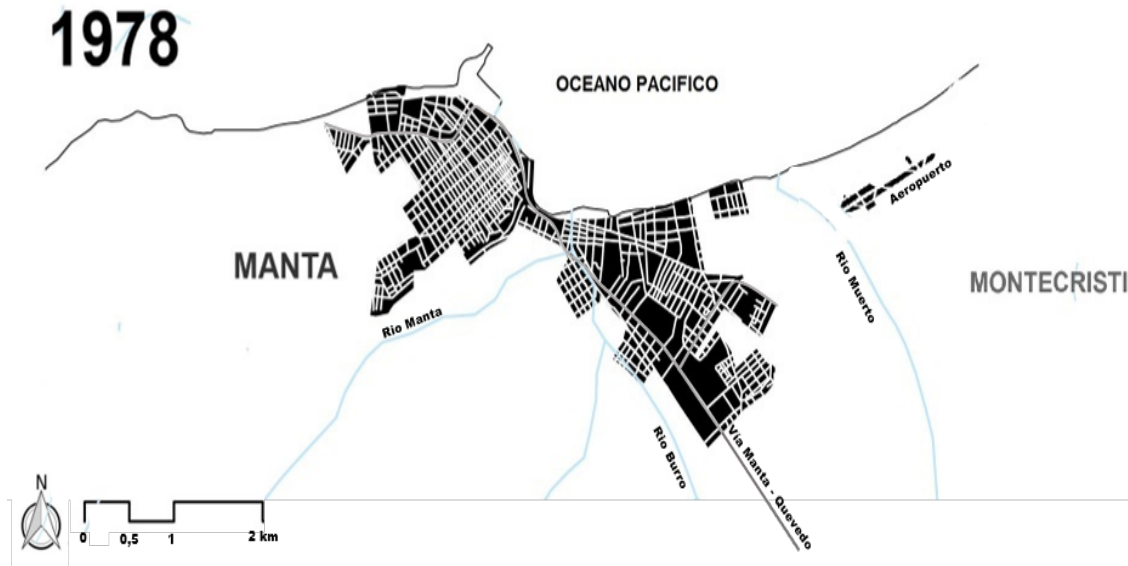 1978
OCEANO PACIFICO
Aeropuerto
MANTA
MONTECRISTI
Rio Manta
Rio Muerto
Rio Burro
Via Manta - Quevedo
N
0 0,5 1 2 km